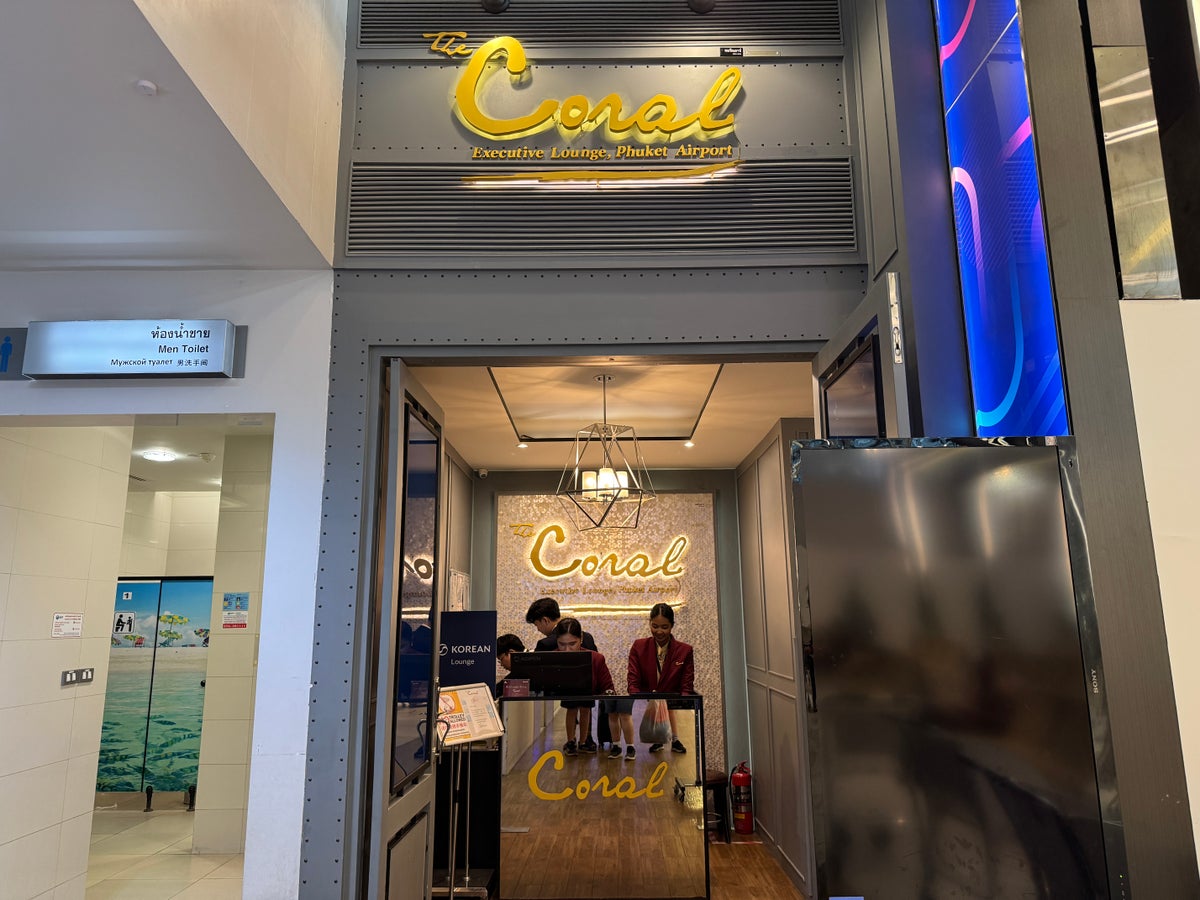 The
Coral
Executive Lounge, Phuket Airport
ห้องน้ำชาย
Men Toilet
Мужской туалет 男洗手间
1
The
Coral
Executive Lounge, Phuket Airport
KOREAN
Lounge
Coral
SONY